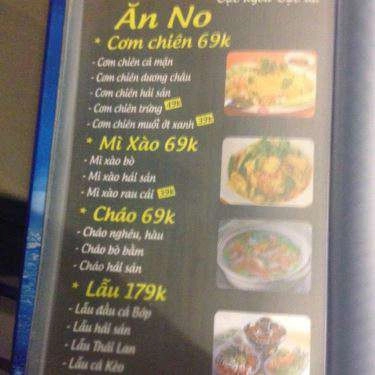 Ăn No
* Cơm chiên 69k
- Cơm chiên cá mặn
- Cơm chiên dương châu
- Cơm chiên hải sản
- Cơm chiên trứng 49k
- Cơm chiên muối ớt xanh 39k
* Mì Xào 69k
- Mì xào bò
- Mì xào hải sản
- Mì xào rau cải 39k
* Cháo 69k
- Cháo nghêu, hàu
- Cháo bò bằm
- Cháo hải sản
* Lẩu 179k
- Lẩu đầu cá Bớp
- Lẩu hải sản
- Lẩu Thái Lan
- Lẩu cá Kèo